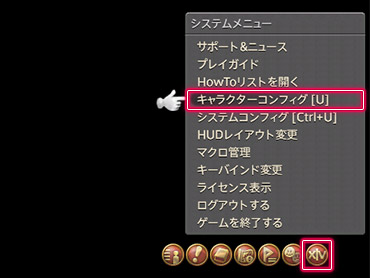 システムメニュー
サポート&ニュース
プレイガイド
HowToリストを開く
キャラクターコンフィグ [U]
システムコンフィグ [Ctrl+U]
HUDレイアウト変更
マクロ管理
キーバインド変更
ライセンス表示
ログアウトする
ゲームを終了する
XIV